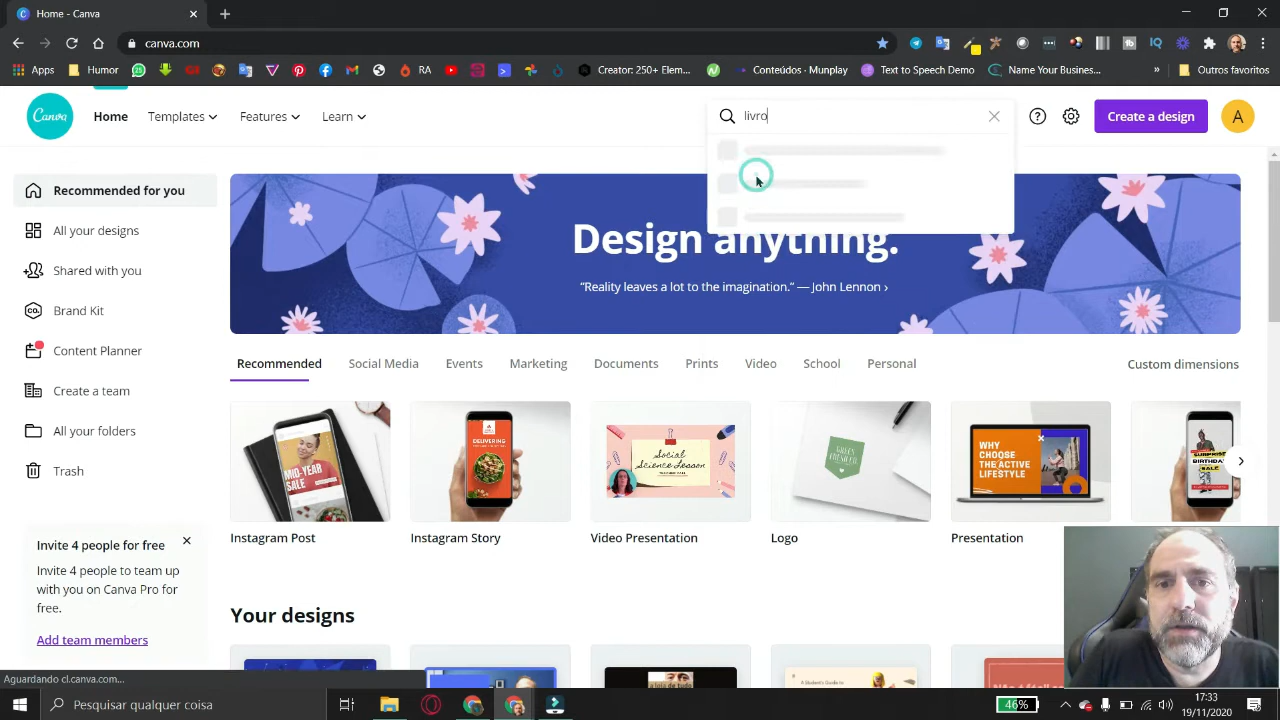 Home - Canva
canva.com
Apps
Humor
RA
Creator: 250+ Elem...
Conteúdos · Munplay
Text to Speech Demo
Name Your Business...
Outros favoritos
Canva
Home
Templates
Features
Learn
livro
Create a design
A
Recommended for you
All your designs
Shared with you
Brand Kit
Content Planner
Create a team
All your folders
Trash
Design anything.
“Reality leaves a lot to the imagination.” — John Lennon ›
Recommended
Social Media
Events
Marketing
Documents
Prints
Video
School
Personal
Custom dimensions
MID-YEAR
SALE
DELIVERING
Social
Science Lesson
WHY
CHOOSE
THE ACTIVE
LIFESTYLE
SURPRISE
BIRTHDAY
SALE
Instagram Post
Instagram Story
Video Presentation
Logo
Presentation
Invite 4 people for free
Invite 4 people to team up
with you on Canva Pro for
free.
Add team members
Your designs
A Student's Guide to
Aguardando cl.canva.com...
Pesquisar qualquer coisa
46%
17:33
19/11/2020